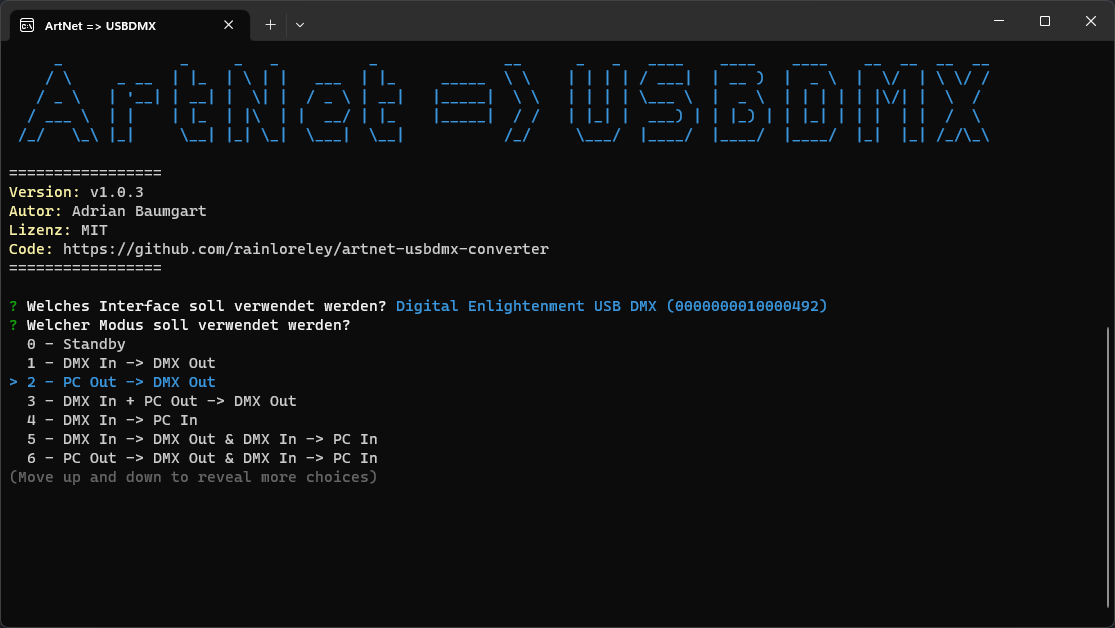 ArtNet => USBDMX
ArtNet => USBDMX
=================
Version: v1.0.3
Autor: Adrian Baumgart
Lizenz: MIT
Code: https://github.com/rainloreley/artnet-usbdmx-converter
=================
? Welches Interface soll verwendet werden? Digital Enlightenment USB DMX (0000000010000492)
? Welcher Modus soll verwendet werden?
0 - Standby
1 - DMX In -> DMX Out
> 2 - PC Out -> DMX Out
3 - DMX In + PC Out -> DMX Out
4 - DMX In -> PC In
5 - DMX In -> DMX Out & DMX In -> PC In
6 - PC Out -> DMX Out & DMX In -> PC In
(Move up and down to reveal more choices)